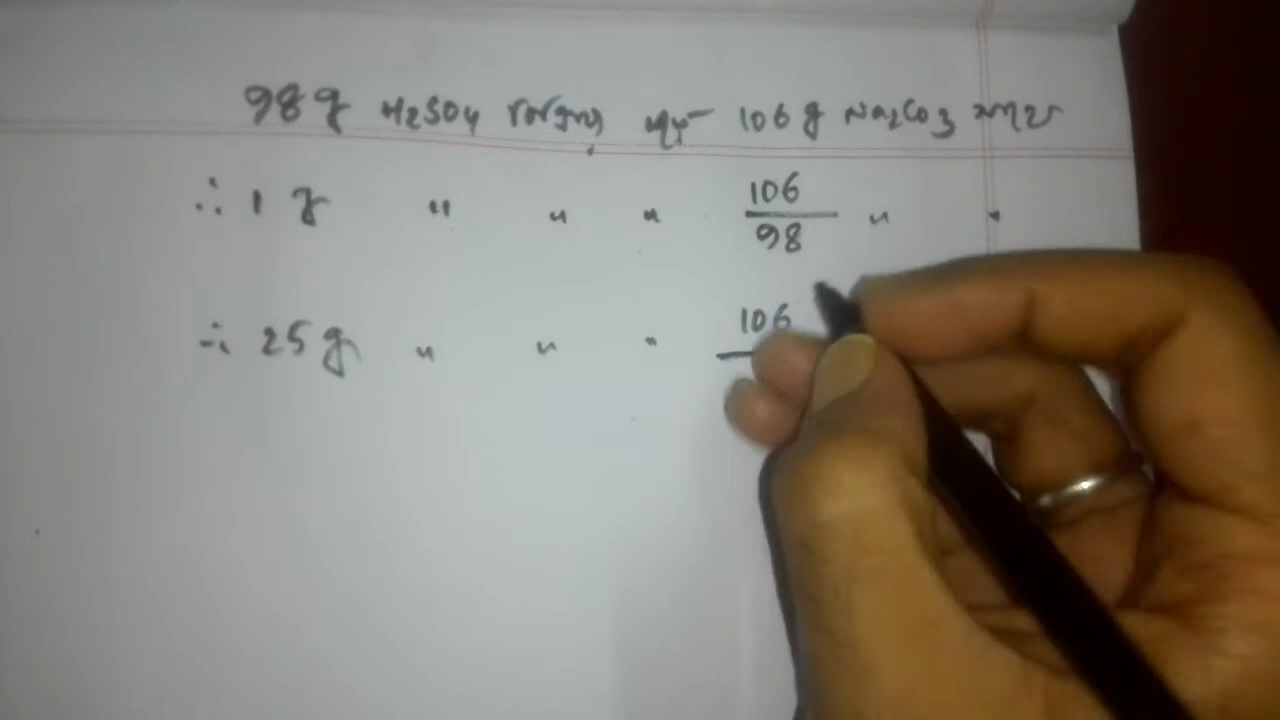 98 g H2SO4 106 g Na2CO3
∴ 1 g " " " 106/98 " "
∴ 25 g " " " 106